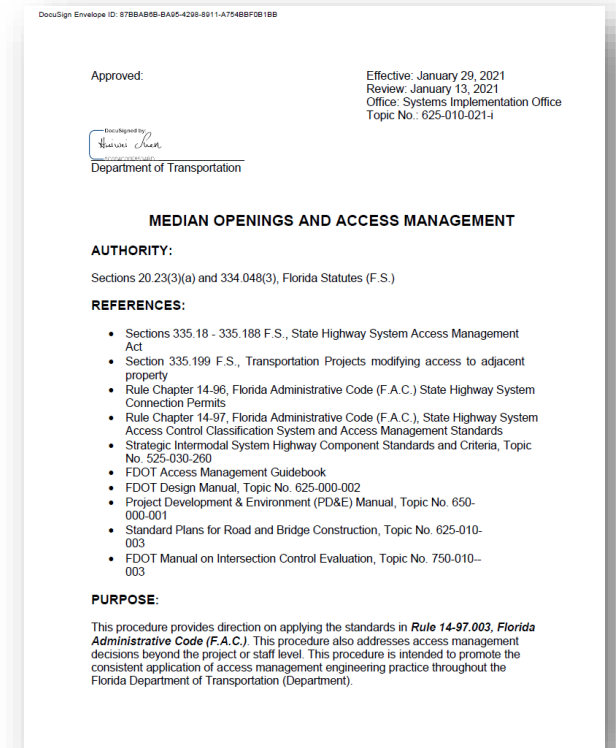 DocuSign Envelope ID: 87BBAB6B-BA95-4298-8911-A754BBF0B1BB
Approved:
Effective: January 29, 2021
Review: January 13, 2021
Office: Systems Implementation Office
Topic No.: 625-010-021-i
DocuSigned by:
Department of Transportation
MEDIAN OPENINGS AND ACCESS MANAGEMENT
AUTHORITY:
Sections 20.23(3)(a) and 334.048(3), Florida Statutes (F.S.)
REFERENCES:
• Sections 335.18 - 335.188 F.S., State Highway System Access Management
Act
• Section 335.199 F.S., Transportation Projects modifying access to adjacent
property
• Rule Chapter 14-96, Florida Administrative Code (F.A.C.) State Highway System
Connection Permits
• Rule Chapter 14-97, Florida Administrative Code (F.A.C.), State Highway System
Access Control Classification System and Access Management Standards
• Strategic Intermodal System Highway Component Standards and Criteria, Topic
No. 525-030-260
• FDOT Access Management Guidebook
• FDOT Design Manual, Topic No. 625-000-002
• Project Development & Environment (PD&E) Manual, Topic No. 650-
000-001
• Standard Plans for Road and Bridge Construction, Topic No. 625-010-
003
• FDOT Manual on Intersection Control Evaluation, Topic No. 750-010--
003
PURPOSE:
This procedure provides direction on applying the standards in Rule 14-97.003, Florida
Administrative Code (F.A.C.). This procedure also addresses access management
decisions beyond the project or staff level. This procedure is intended to promote the
consistent application of access management engineering practice throughout the
Florida Department of Transportation (Department).